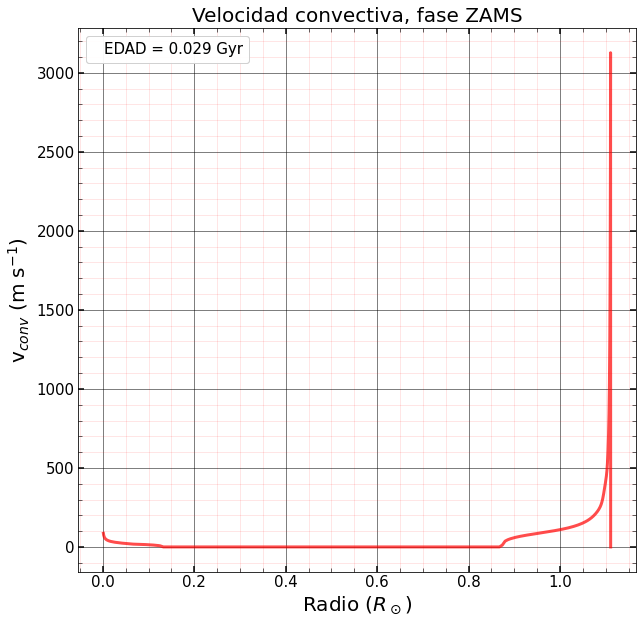 Velocidad convectiva, fase ZAMS
EDAD = 0.029 Gyr
3000
2500
2000
1500
1000
500
0
v_{conv} (m s^{-1})
0.0 0.2 0.4 0.6 0.8 1.0
Radio (R_⊙)